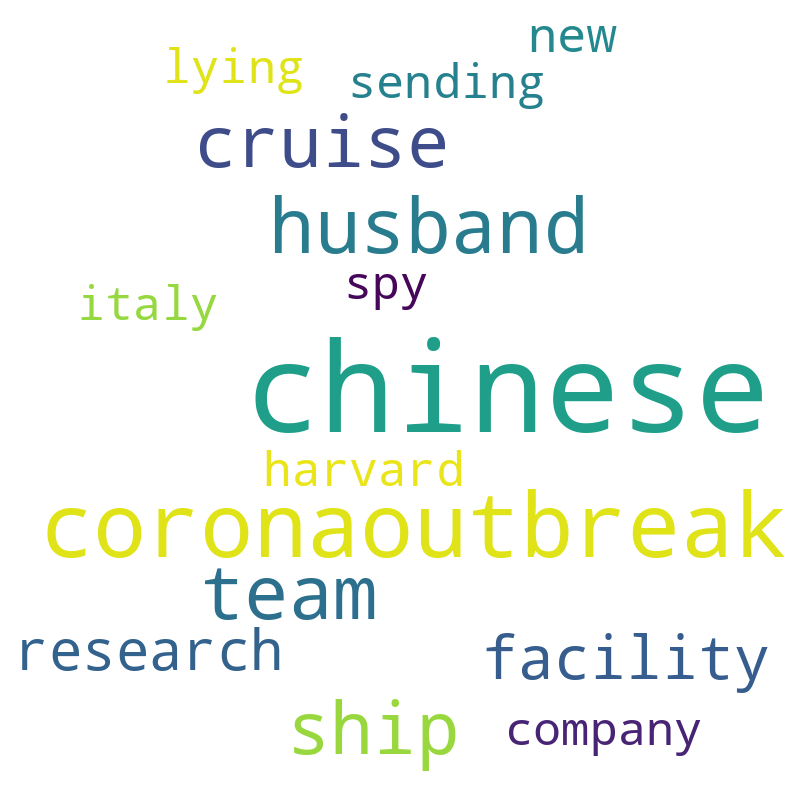 new
lying
sending
cruise
husband
spy
italy
chinese
harvard
coronaoutbreak
team
research
facility
ship
company